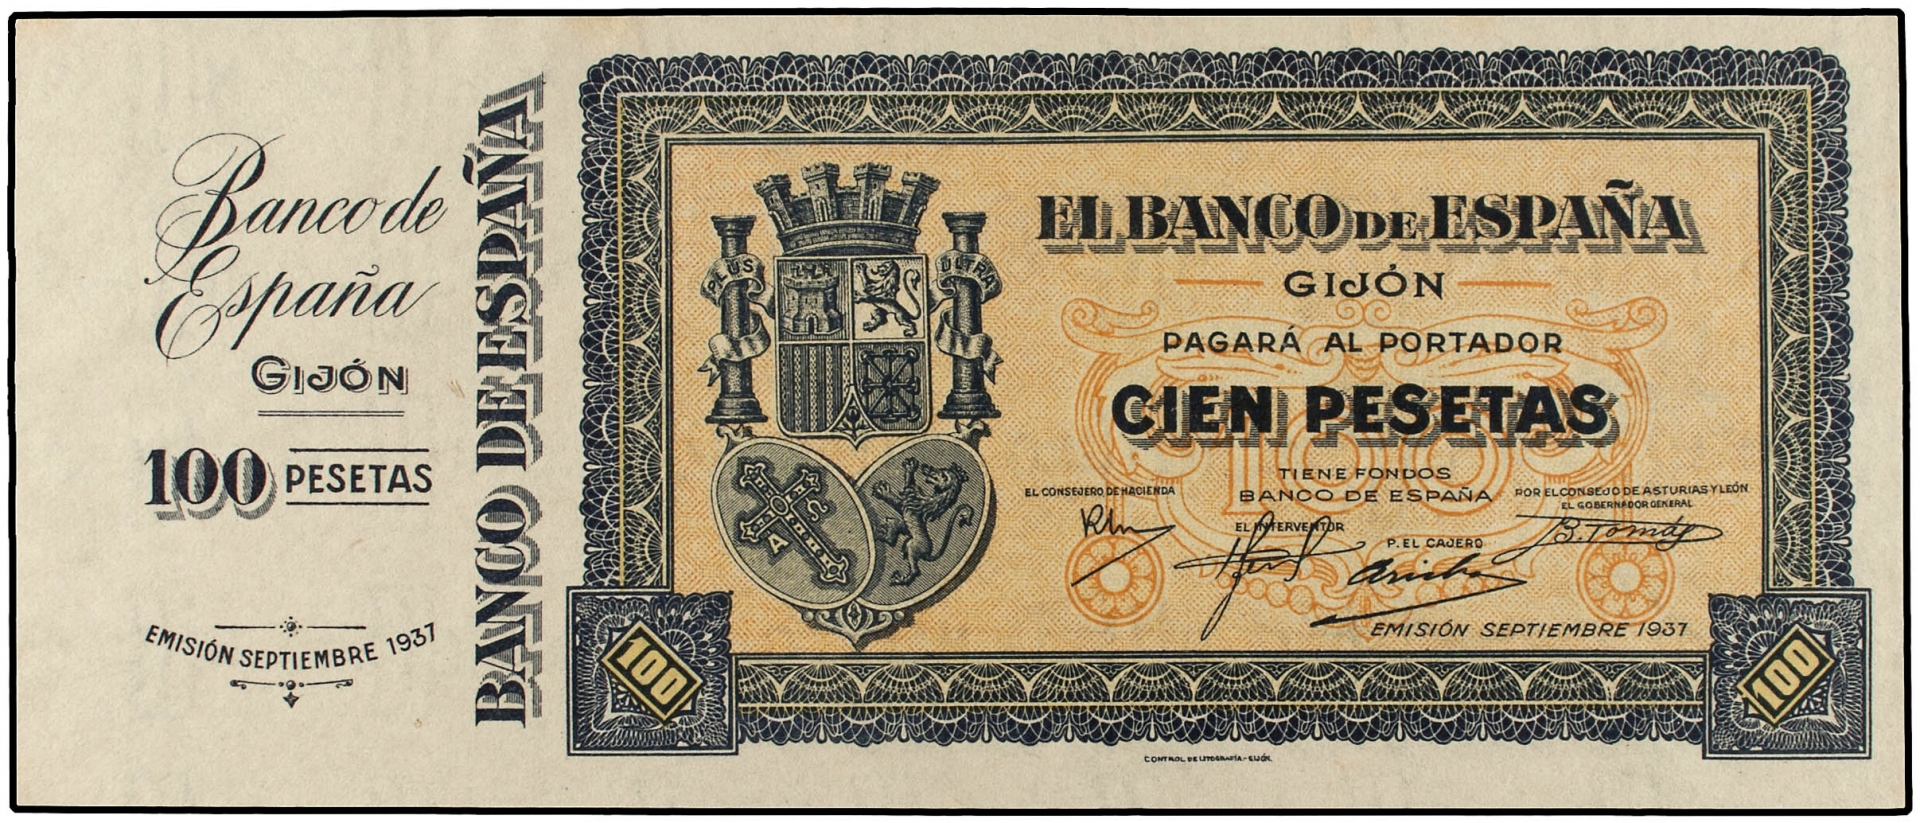 Banco de
España
GIJÓN
100 PESETAS
EMISIÓN SEPTIEMBRE 1937
BANCO DE ESPAÑA
PLUS ULTRA
A
EL BANCO DE ESPAÑA
GIJÓN
PAGARÁ AL PORTADOR
CIEN PESETAS
100
TIENE FONDOS
BANCO DE ESPAÑA
EL CONSEJERO DE HACIENDA
POR EL CONSEJO DE ASTURIAS Y LEÓN
EL GOBERNADOR GENERAL
EL INTERVENTOR
B. Tomás
P. EL CAJERO
EMISIÓN SEPTIEMBRE 1937
100
100
CONTROL DE LITOGRAFÍA - GIJÓN.